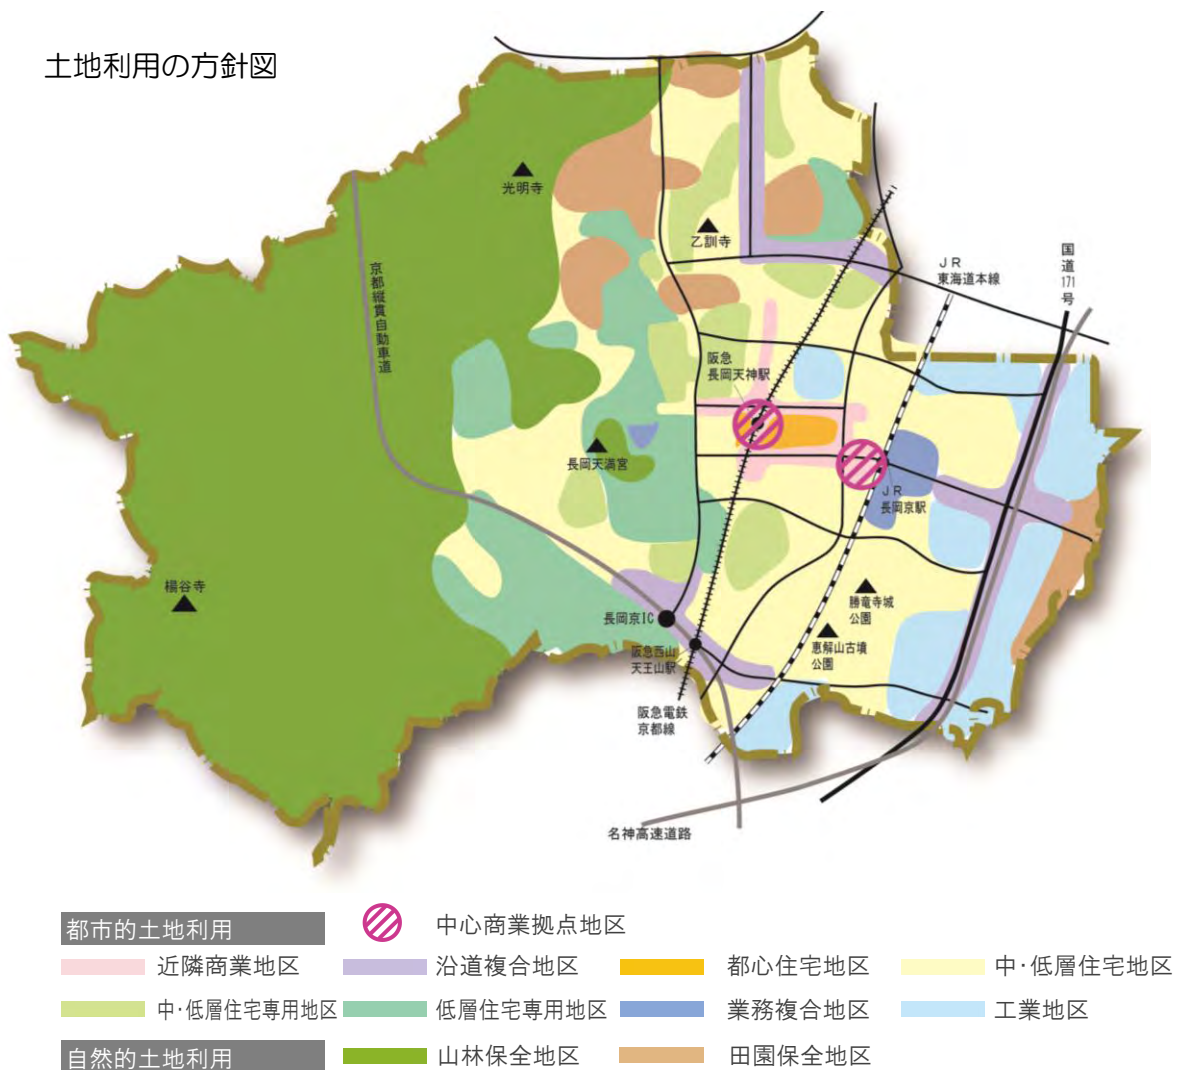 土地利用の方針図
光明寺
乙訓寺
京都縦貫自動車道
JR
東海道本線
国道171号
阪急
長岡天神駅
長岡天満宮
JR
長岡京駅
楊谷寺
長岡京IC
勝竜寺城
公園
恵解山古墳
公園
阪急西山
天王山駅
阪急電鉄
京都線
名神高速道路
都市的土地利用
中心商業拠点地区
近隣商業地区
沿道複合地区
都心住宅地区
中・低層住宅地区
中・低層住宅専用地区
低層住宅専用地区
業務複合地区
工業地区
自然的土地利用
山林保全地区
田園保全地区